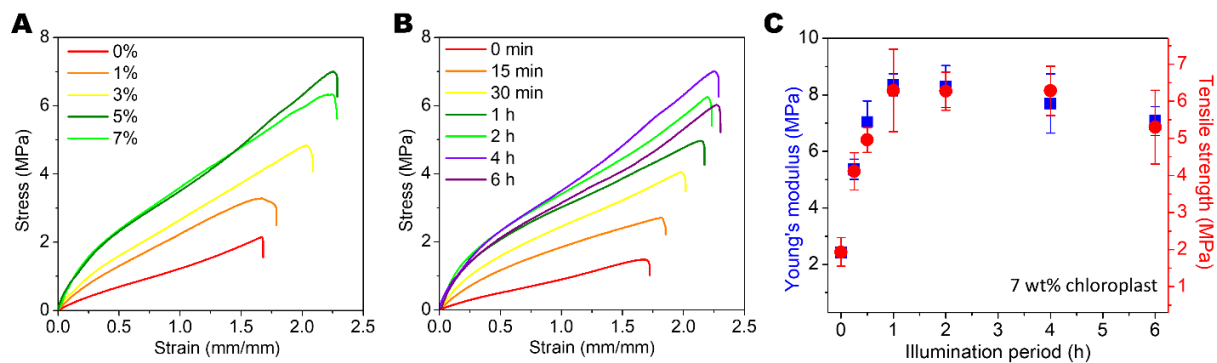 A
8
6
4
2
0
Stress (MPa)
0%
1%
3%
5%
7%
0.0 0.5 1.0 1.5 2.0 2.5
Strain (mm/mm)
B
8
6
4
2
0
Stress (MPa)
0 min
15 min
30 min
1 h
2 h
4 h
6 h
0.0 0.5 1.0 1.5 2.0 2.5
Strain (mm/mm)
C
10
8
6
4
2
Young's modulus (MPa)
7 wt% chloroplast
0 1 2 3 4 5 6
Illumination period (h)
7
6
5
4
3
2
1
Tensile strength (MPa)